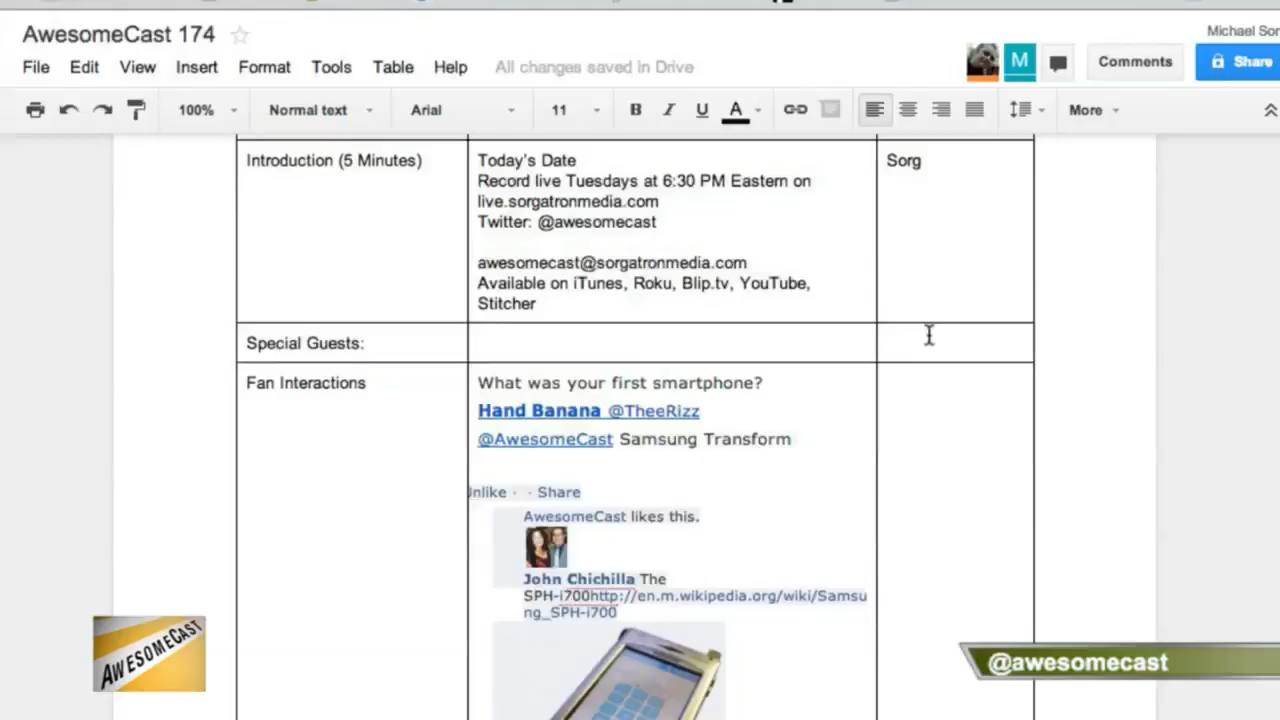 AwesomeCast 174
Michael Sor
File Edit View Insert Format Tools Table Help All changes saved in Drive
M
Comments
Share
100% Normal text Arial 11 B I U A More
Introduction (5 Minutes)
Today's Date
Record live Tuesdays at 6:30 PM Eastern on
live.sorgatronmedia.com
Twitter: @awesomecast
awesomecast@sorgatronmedia.com
Available on iTunes, Roku, Blip.tv, YouTube,
Stitcher
Sorg
Special Guests:
Fan Interactions
What was your first smartphone?
Hand Banana @TheeRizz
@AwesomeCast Samsung Transform
Unlike · · Share
AwesomeCast likes this.
John Chichilla The
SPH-i700http://en.m.wikipedia.org/wiki/Samsu
ng_SPH-i700
AWESOMECAST
@awesomecast